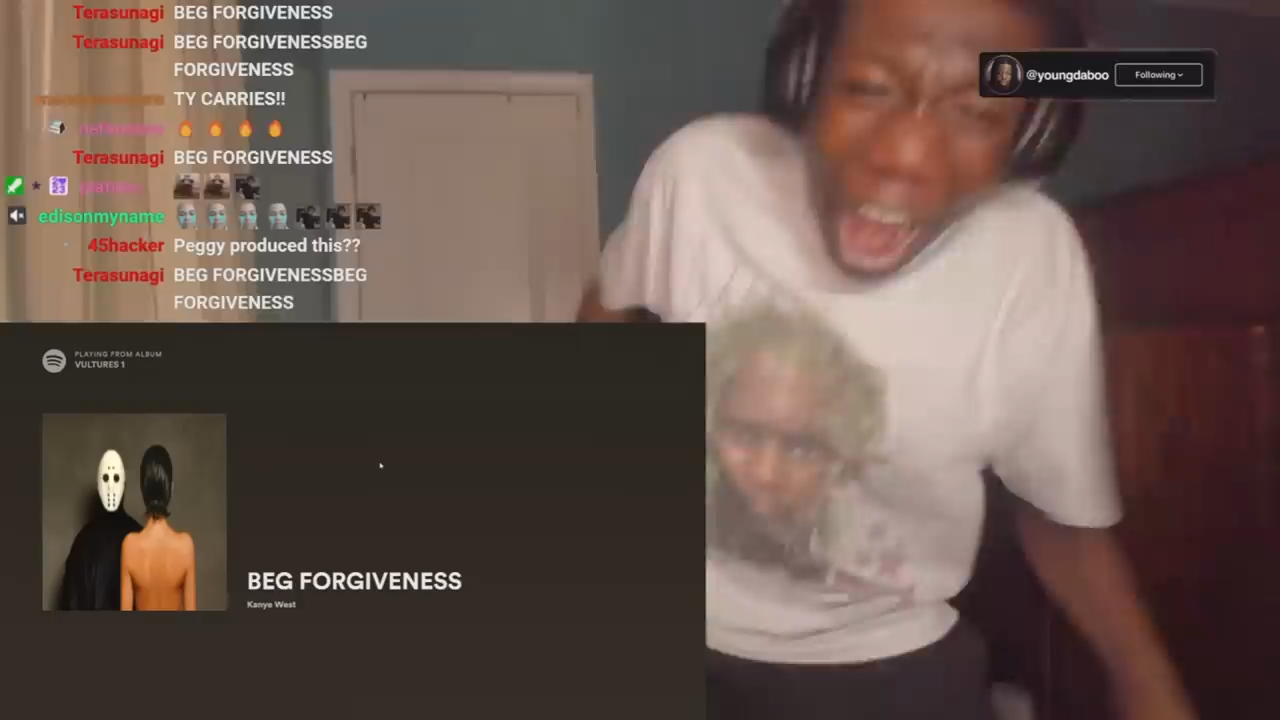 Terasunagi BEG FORGIVENESS
Terasunagi BEG FORGIVENESSBEG
FORGIVENESS
TY CARRIES!!
Terasunagi BEG FORGIVENESS
edisonmyname
45hacker Peggy produced this??
Terasunagi BEG FORGIVENESSBEG
FORGIVENESS
@youngdaboo Following
PLAYING FROM ALBUM
VULTURES 1
BEG FORGIVENESS
Kanye West